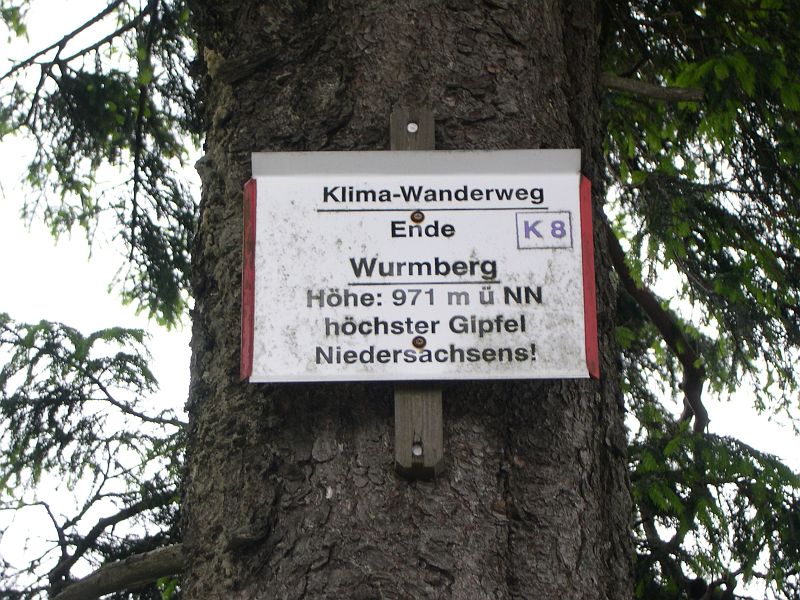 Klima-Wanderweg
Ende
K 8
Wurmberg
Höhe: 971 m ü NN
höchster Gipfel
Niedersachsens!